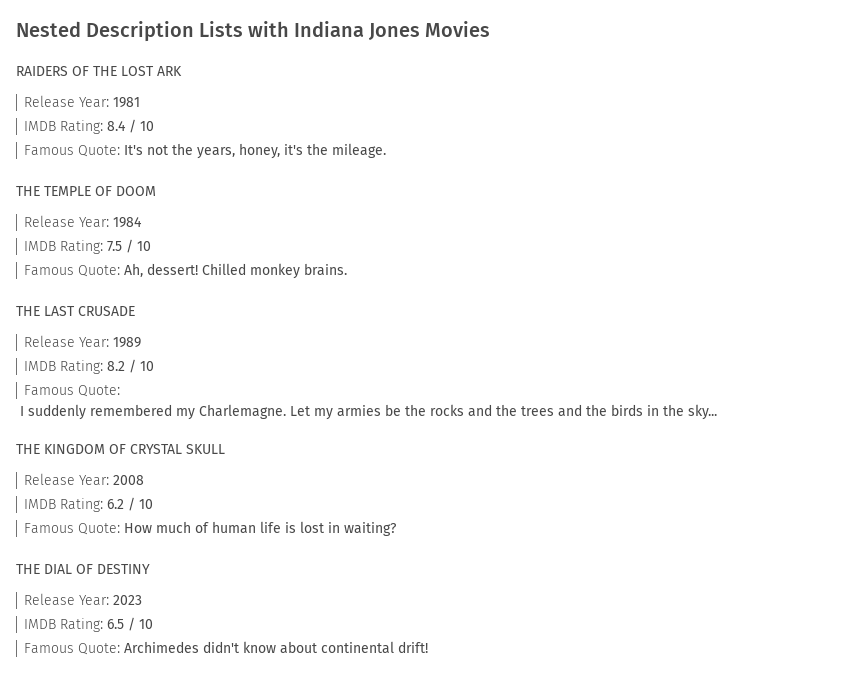 Nested Description Lists with Indiana Jones Movies
RAIDERS OF THE LOST ARK
Release Year: 1981
IMDB Rating: 8.4 / 10
Famous Quote: It's not the years, honey, it's the mileage.
THE TEMPLE OF DOOM
Release Year: 1984
IMDB Rating: 7.5 / 10
Famous Quote: Ah, dessert! Chilled monkey brains.
THE LAST CRUSADE
Release Year: 1989
IMDB Rating: 8.2 / 10
Famous Quote:
I suddenly remembered my Charlemagne. Let my armies be the rocks and the trees and the birds in the sky...
THE KINGDOM OF CRYSTAL SKULL
Release Year: 2008
IMDB Rating: 6.2 / 10
Famous Quote: How much of human life is lost in waiting?
THE DIAL OF DESTINY
Release Year: 2023
IMDB Rating: 6.5 / 10
Famous Quote: Archimedes didn't know about continental drift!